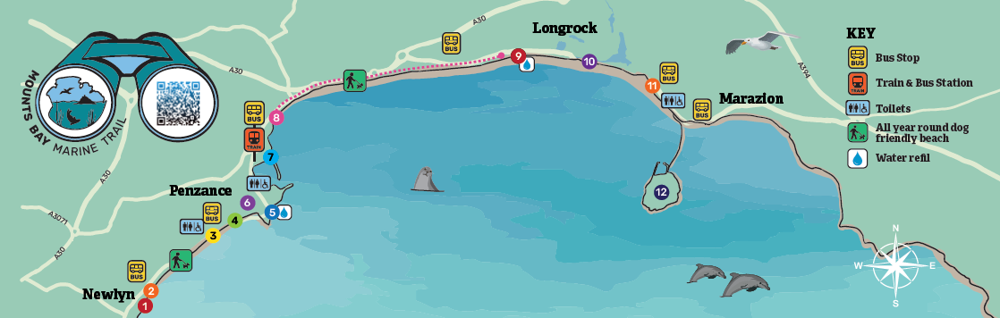 MOUNTS BAY MARINE TRAIL
A30
A30
A30
A30
A3071
A394
Longrock
Marazion
Penzance
Newlyn
BUS
BUS
BUS
BUS
BUS
BUS
TRAIN
1
2
3
4
5
6
7
8
9
10
11
12
KEY
BUS
Bus Stop
TRAIN
Train & Bus Station
Toilets
All year round dog
friendly beach
Water refil
N
W
E
S